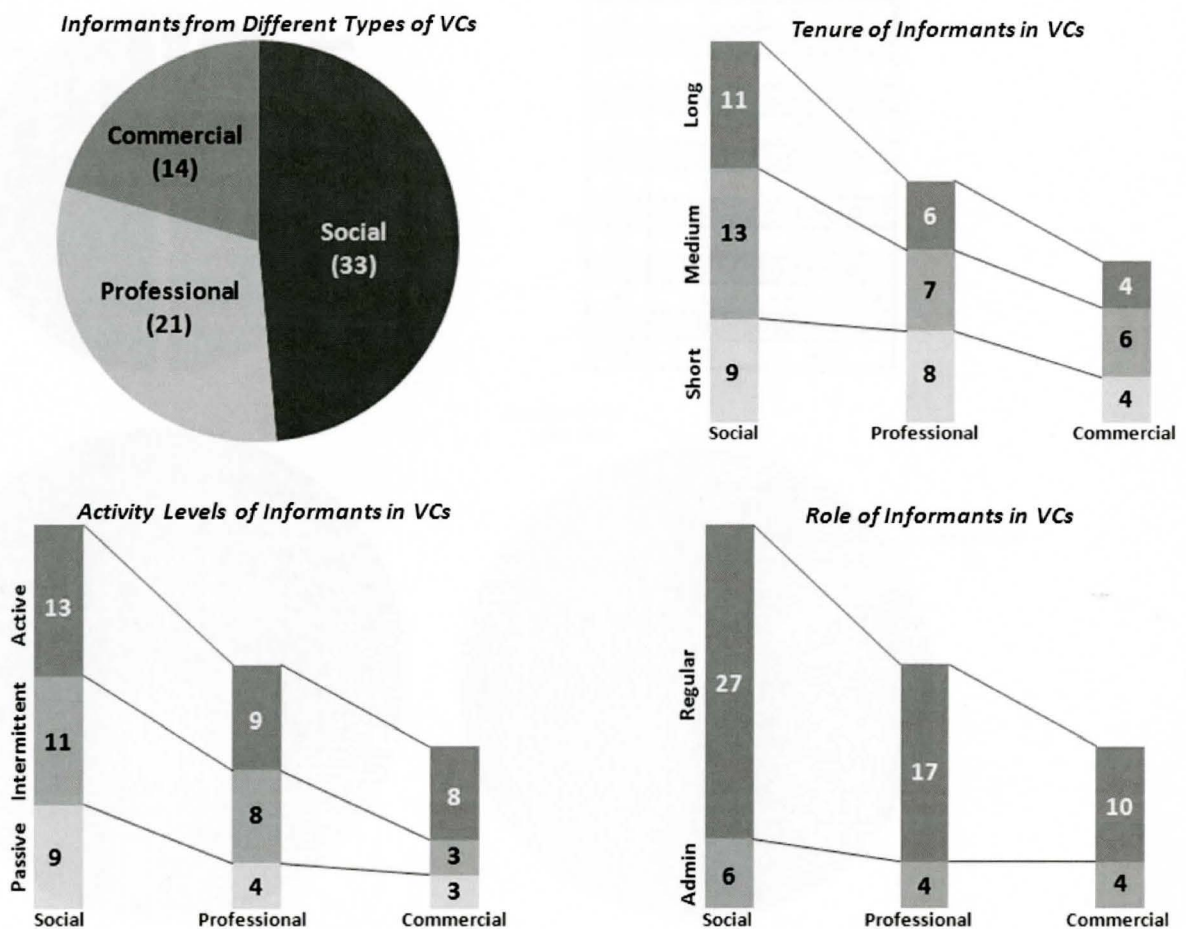 Informants from Different Types of VCs
Commercial
(14)
Social
(33)
Professional
(21)
Tenure of Informants in VCs
Long
Medium
Short
11
13
9
6
7
8
4
6
4
Social
Professional
Commercial
Activity Levels of Informants in VCs
Active
Intermittent
Passive
13
11
9
9
8
4
8
3
3
Social
Professional
Commercial
Role of Informants in VCs
Regular
Admin
27
6
17
4
10
4
Social
Professional
Commercial